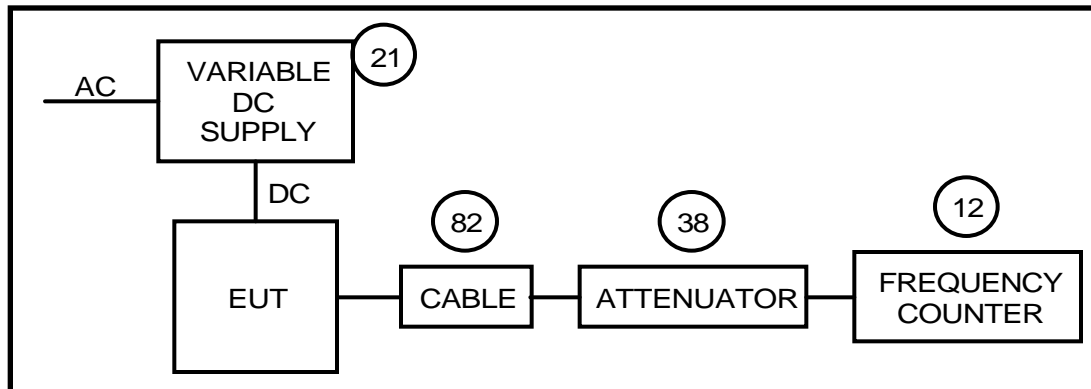 AC
VARIABLE
DC
SUPPLY
21
DC
EUT
82
CABLE
38
ATTENUATOR
12
FREQUENCY
COUNTER